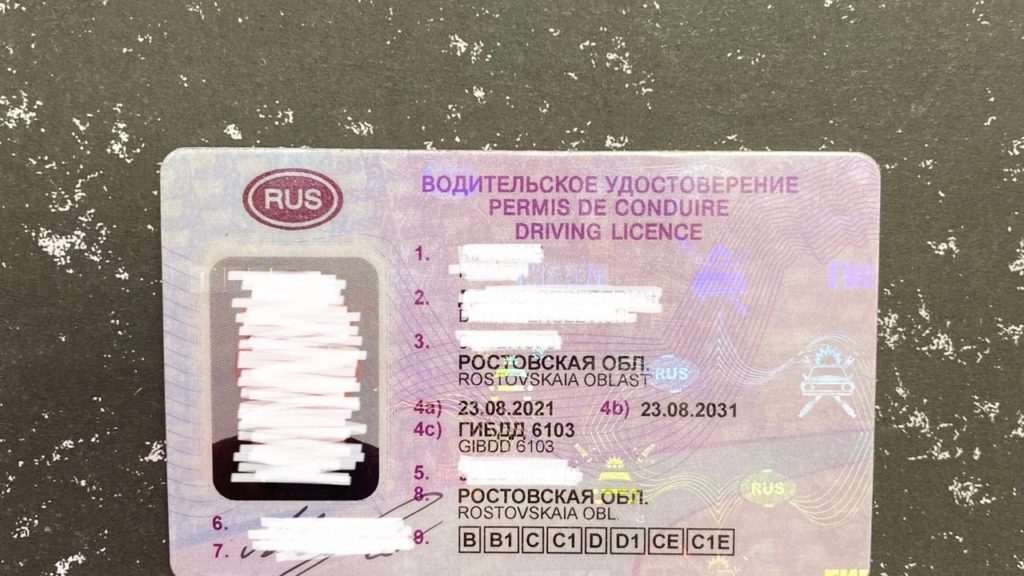 RUS
ВОДИТЕЛЬСКОЕ УДОСТОВЕРЕНИЕ
PERMIS DE CONDUIRE
DRIVING LICENCE
1.
2.
3.
РОСТОВСКАЯ ОБЛ.
ROSTOVSKAIA OBLAST
RUS
4a) 23.08.2021 4b) 23.08.2031
4c) ГИБДД 6103
GIBDD 6103
5.
8. РОСТОВСКАЯ ОБЛ.
ROSTOVSKAIA OBL.
RUS
6.
7.
9. B B1 C C1 D D1 CE C1E